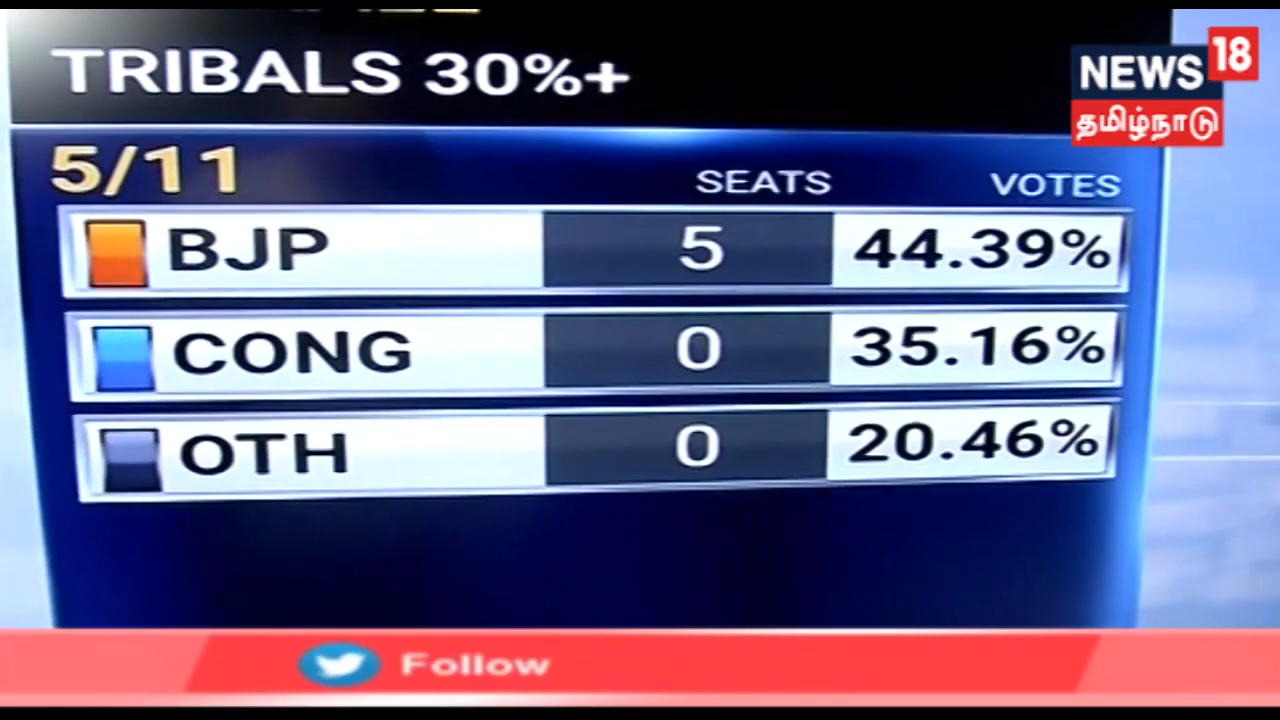 TRIBALS 30%+
NEWS 18
தமிழ்நாடு
5/11
SEATS VOTES
BJP 5 44.39%
CONG 0 35.16%
OTH 0 20.46%
Follow